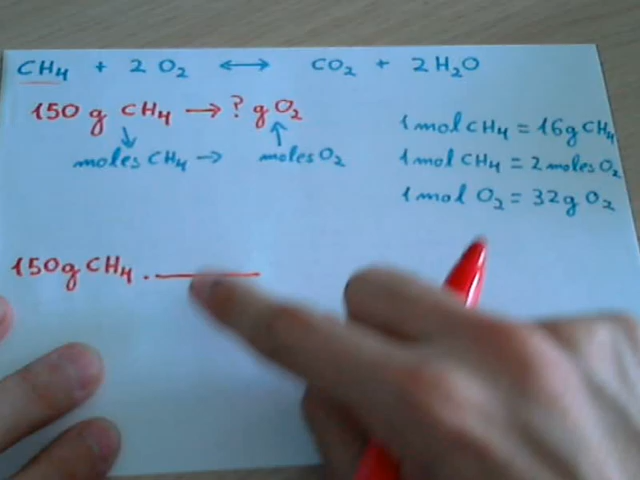 CH₄ + 2 O₂ ↔ CO₂ + 2 H₂O
150 g CH₄ → ? g O₂
↓ ↑
moles CH₄ → moles O₂
1 mol CH₄ = 16 g CH₄
1 mol CH₄ = 2 moles O₂
1 mol O₂ = 32 g O₂
150 g CH₄ . ———